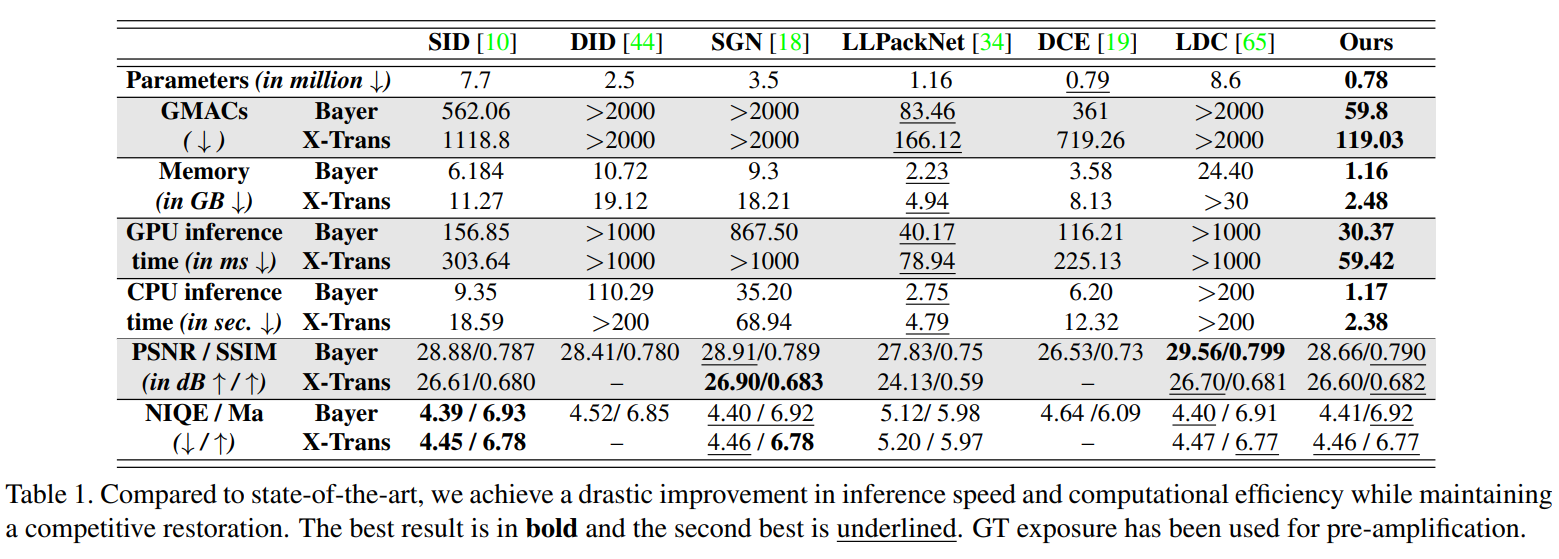 SID [10] DID [44] SGN [18] LLPackNet [34] DCE [19] LDC [65] Ours
Parameters (in million ↓) 7.7 2.5 3.5 1.16 0.79 8.6 0.78
GMACs Bayer 562.06 >2000 >2000 83.46 361 >2000 59.8
( ↓ ) X-Trans 1118.8 >2000 >2000 166.12 719.26 >2000 119.03
Memory Bayer 6.184 10.72 9.3 2.23 3.58 24.40 1.16
(in GB ↓) X-Trans 11.27 19.12 18.21 4.94 8.13 >30 2.48
GPU inference Bayer 156.85 >1000 867.50 40.17 116.21 >1000 30.37
time (in ms ↓) X-Trans 303.64 >1000 >1000 78.94 225.13 >1000 59.42
CPU inference Bayer 9.35 110.29 35.20 2.75 6.20 >200 1.17
time (in sec. ↓) X-Trans 18.59 >200 68.94 4.79 12.32 >200 2.38
PSNR / SSIM Bayer 28.88/0.787 28.41/0.780 28.91/0.789 27.83/0.75 26.53/0.73 29.56/0.799 28.66/0.790
(in dB ↑ / ↑) X-Trans 26.61/0.680 – 26.90/0.683 24.13/0.59 – 26.70/0.681 26.60/0.682
NIQE / Ma Bayer 4.39 / 6.93 4.52/ 6.85 4.40 / 6.92 5.12/ 5.98 4.64 /6.09 4.40 / 6.91 4.41/6.92
(↓ / ↑) X-Trans 4.45 / 6.78 – 4.46 / 6.78 5.20 / 5.97 – 4.47 / 6.77 4.46 / 6.77
Table 1. Compared to state-of-the-art, we achieve a drastic improvement in inference speed and computational efficiency while maintaining
a competitive restoration. The best result is in bold and the second best is underlined. GT exposure has been used for pre-amplification.